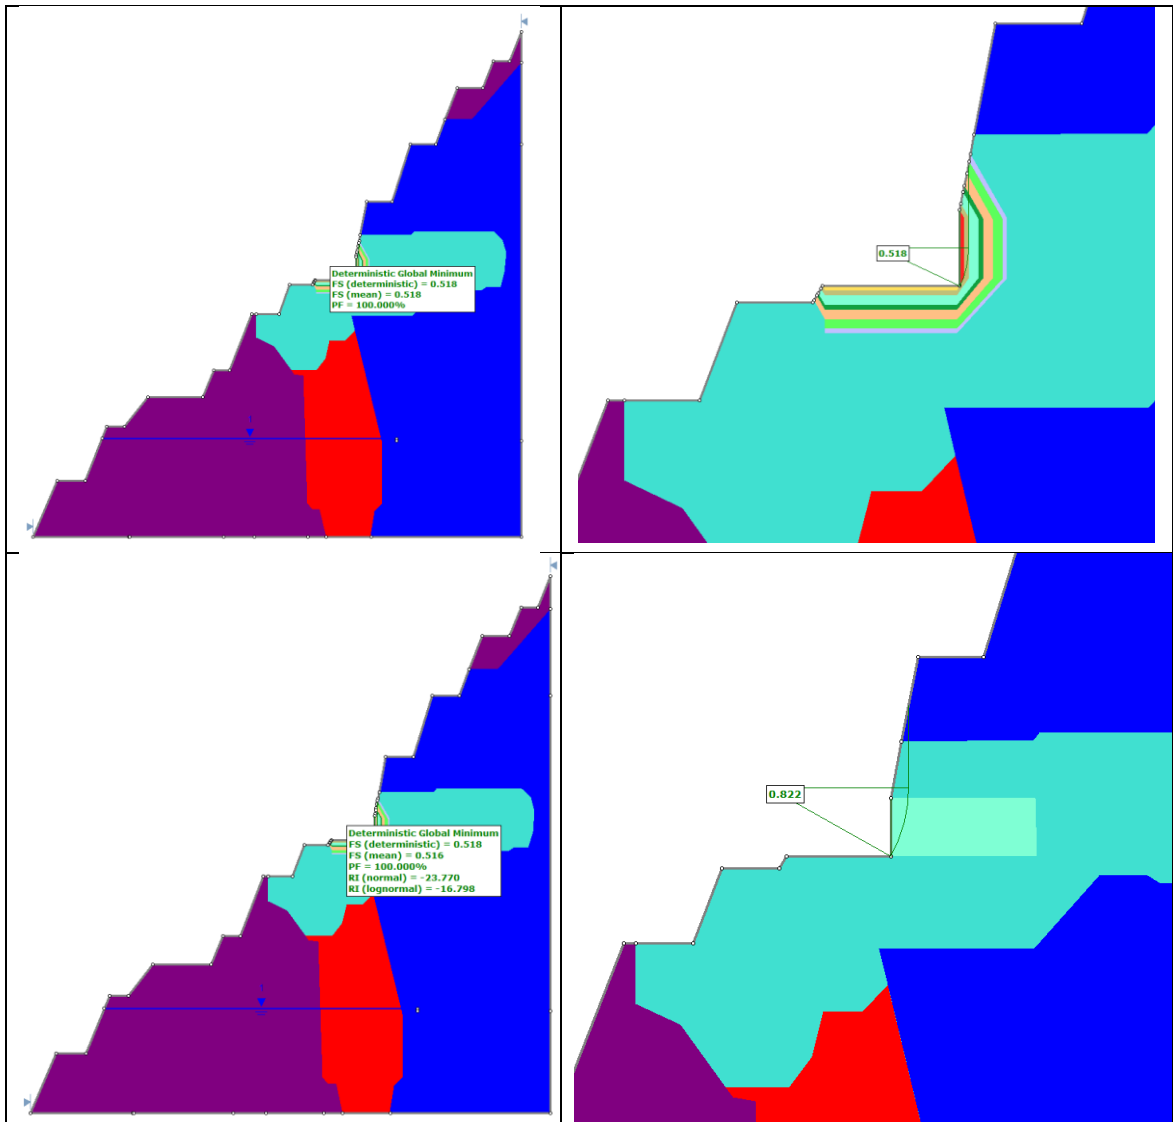 Deterministic Global Minimum
FS (deterministic) = 0.518
FS (mean) = 0.518
PF = 100.000%
0.518
Deterministic Global Minimum
FS (deterministic) = 0.518
FS (mean) = 0.516
PF = 100.000%
RI (normal) = -23.770
RI (lognormal) = -16.798
0.822